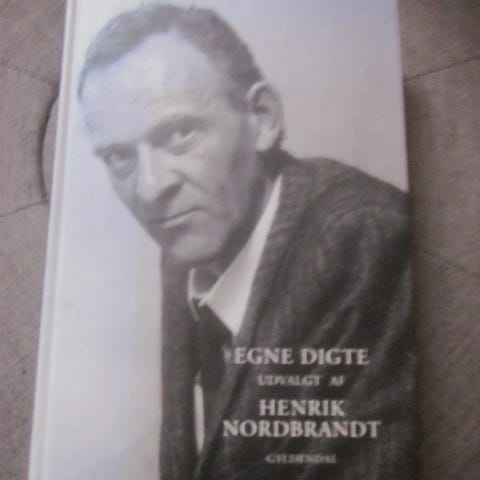 EGNE DIGTE
UDVALGT AF
HENRIK
NORDBRANDT
GYLDENDAL